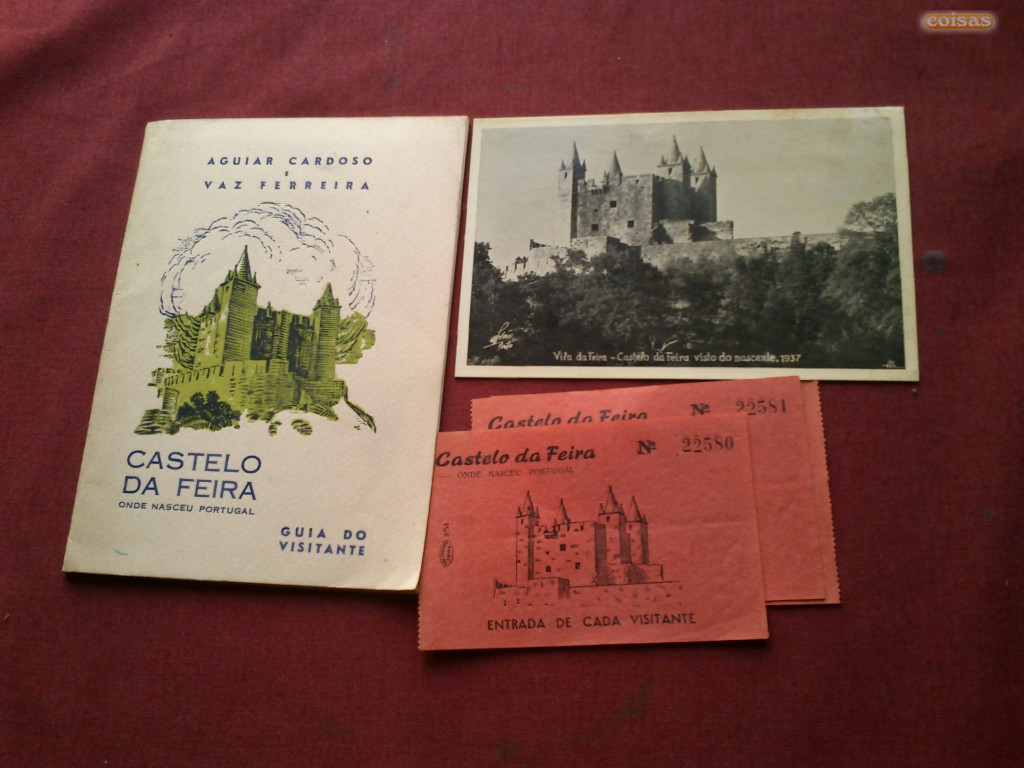 coisas
AGUIAR CARDOSO
E
VAZ FERREIRA
CASTELO
DA FEIRA
ONDE NASCEU PORTUGAL
GUIA DO
VISITANTE
Porto
Vila da Feira - Castelo da Feira visto do nascente, 1937
Castelo da Feira Nº 22581
Castelo da Feira Nº 22580
ONDE NASCEU PORTUGAL
ENTRADA DE CADA VISITANTE